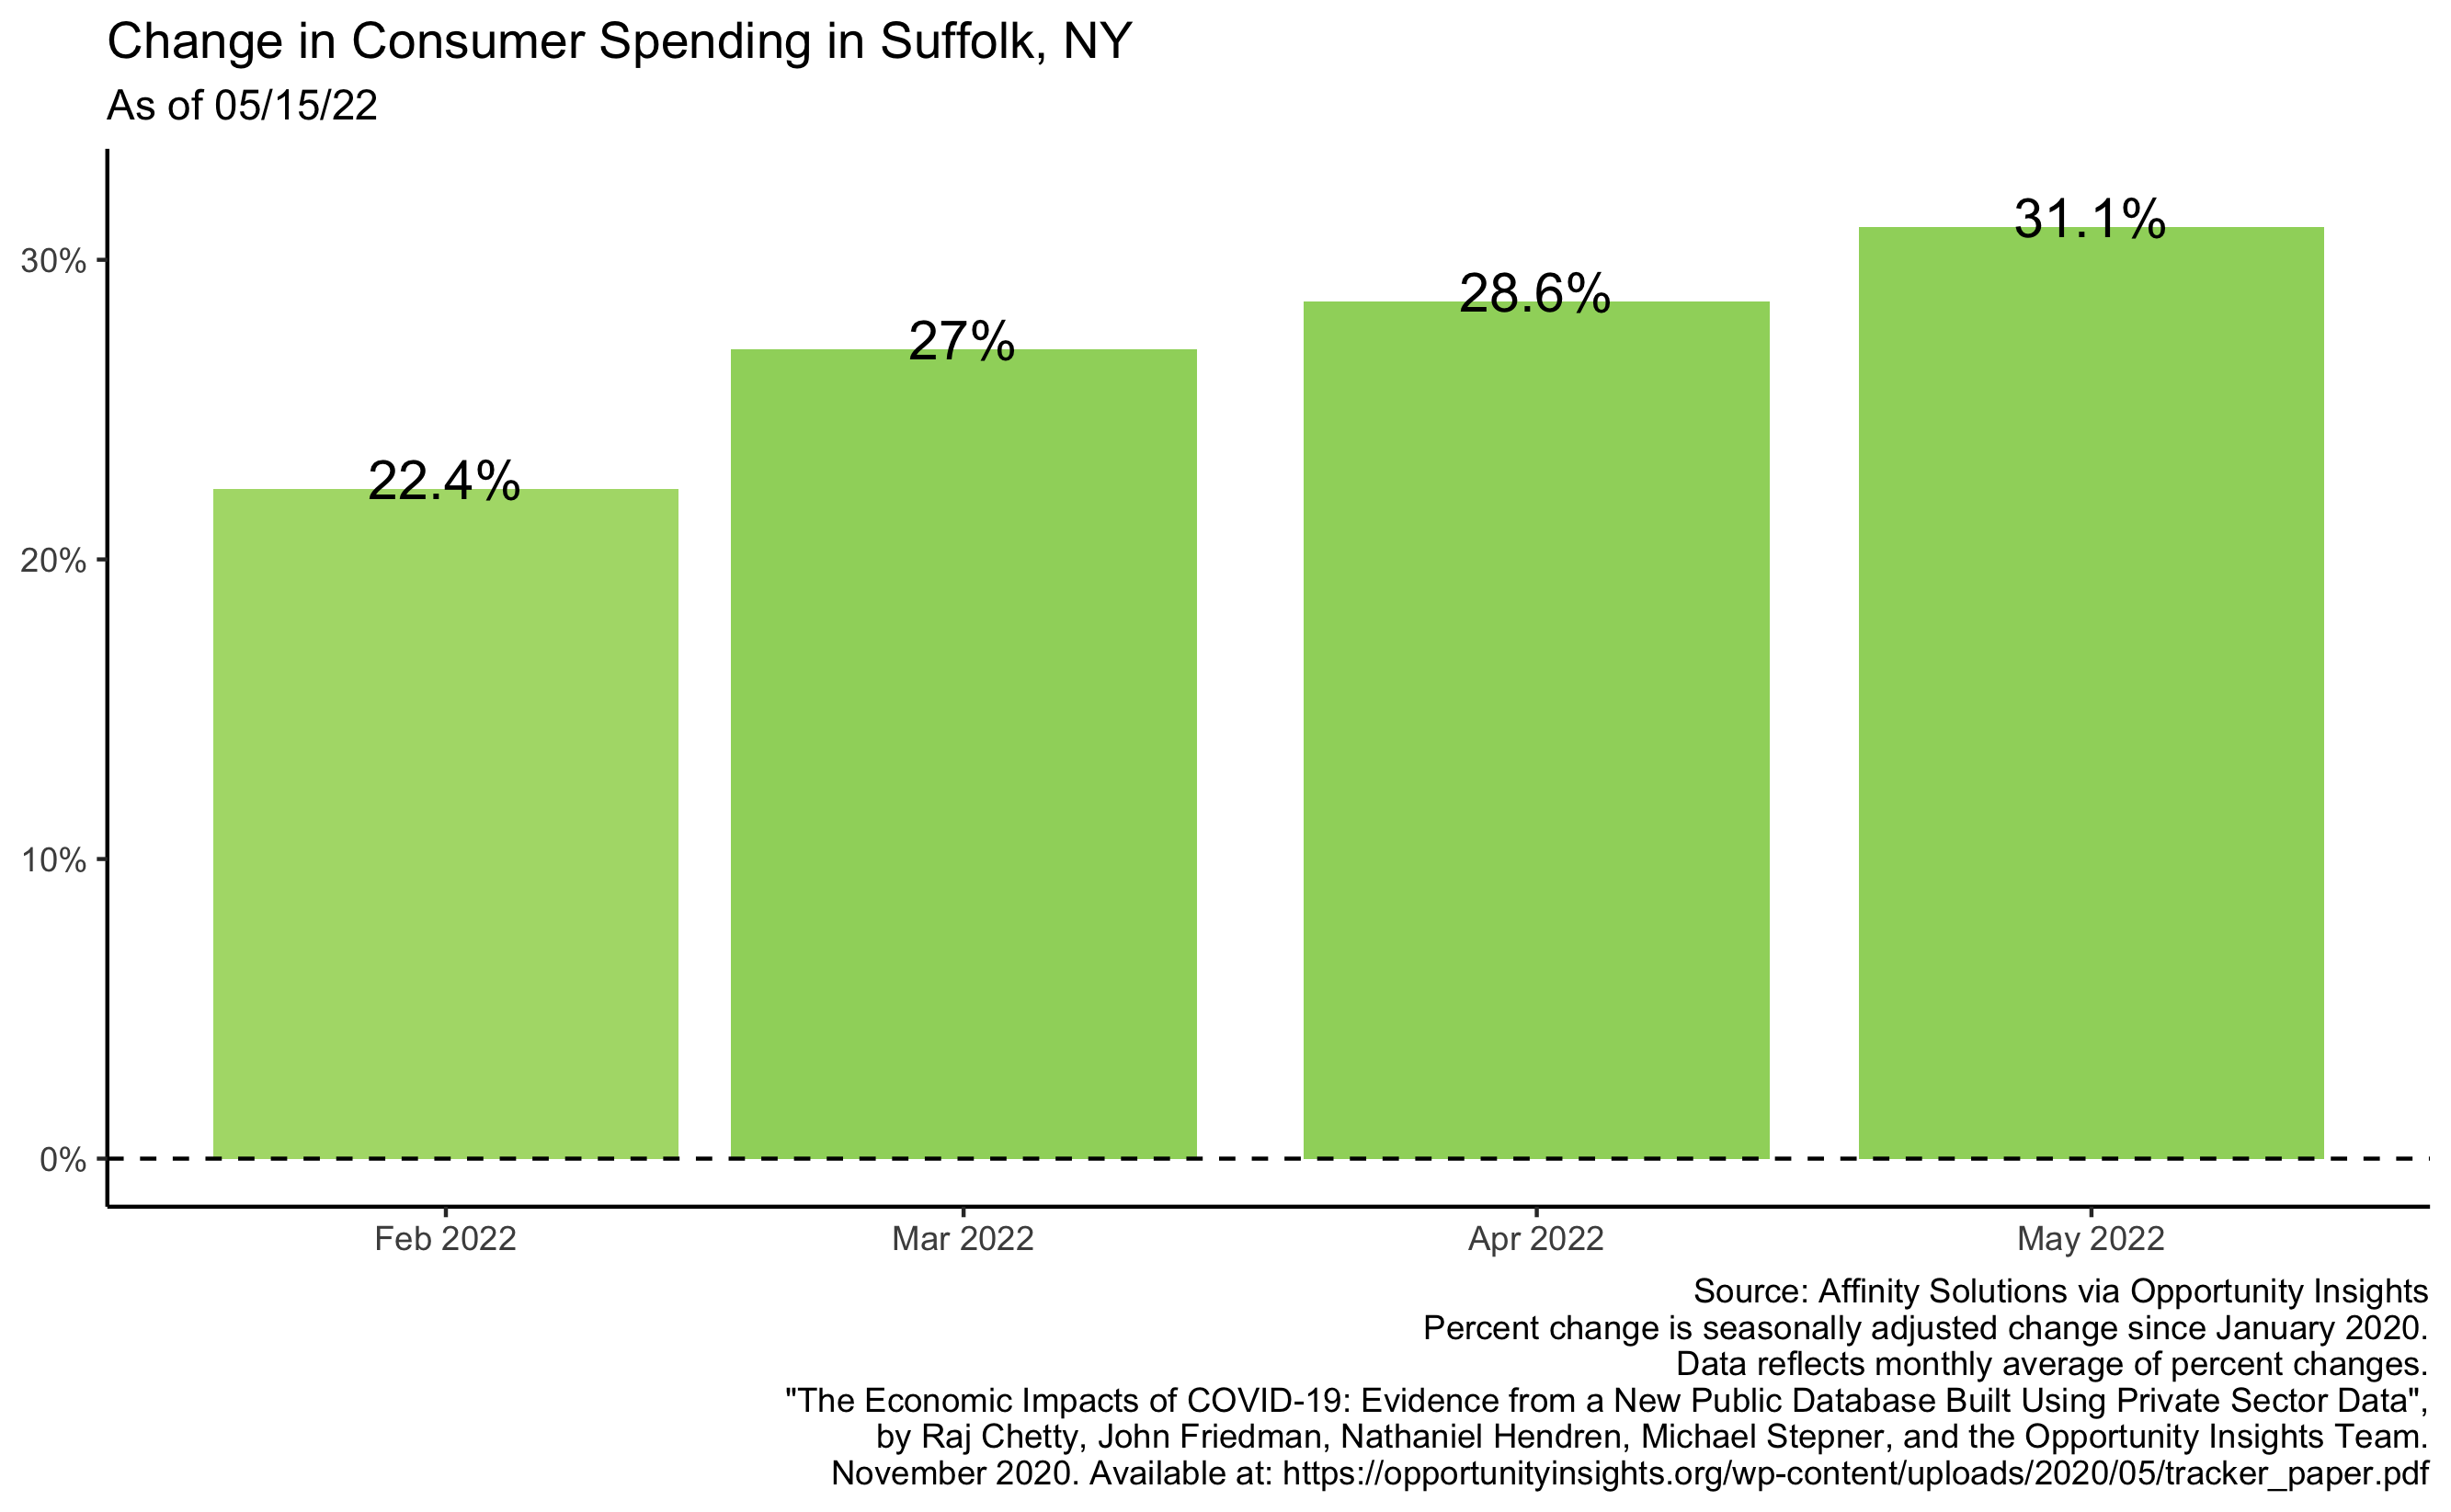 Change in Consumer Spending in Suffolk, NY
As of 05/15/22
30%
20%
10%
0%
22.4%
27%
28.6%
31.1%
Feb 2022
Mar 2022
Apr 2022
May 2022
Source: Affinity Solutions via Opportunity Insights
Percent change is seasonally adjusted change since January 2020.
Data reflects monthly average of percent changes.
"The Economic Impacts of COVID-19: Evidence from a New Public Database Built Using Private Sector Data",
by Raj Chetty, John Friedman, Nathaniel Hendren, Michael Stepner, and the Opportunity Insights Team.
November 2020. Available at: https://opportunityinsights.org/wp-content/uploads/2020/05/tracker_paper.pdf